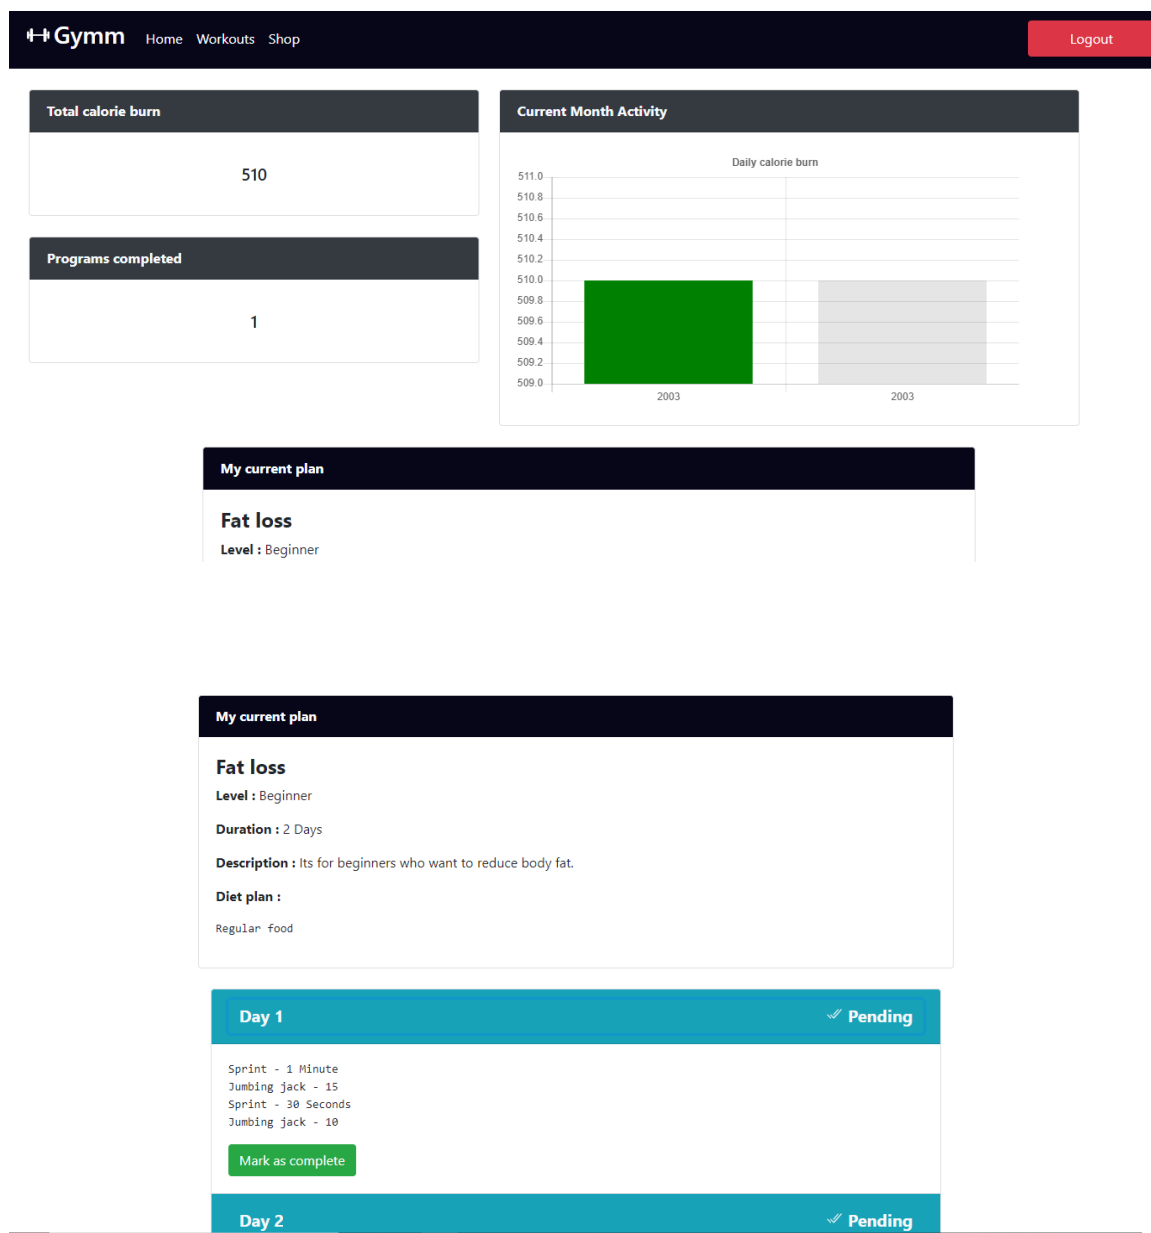 Gymm Home Workouts Shop Logout
Total calorie burn
510
Programs completed
1
Current Month Activity
Daily calorie burn
511.0
510.8
510.6
510.4
510.2
510.0
509.8
509.6
509.4
509.2
509.0
2003 2003
My current plan
Fat loss
Level : Beginner
My current plan
Fat loss
Level : Beginner
Duration : 2 Days
Description : Its for beginners who want to reduce body fat.
Diet plan :
Regular food
Day 1 Pending
Sprint - 1 Minute
Jumbing jack - 15
Sprint - 30 Seconds
Jumbing jack - 10
Mark as complete
Day 2 Pending